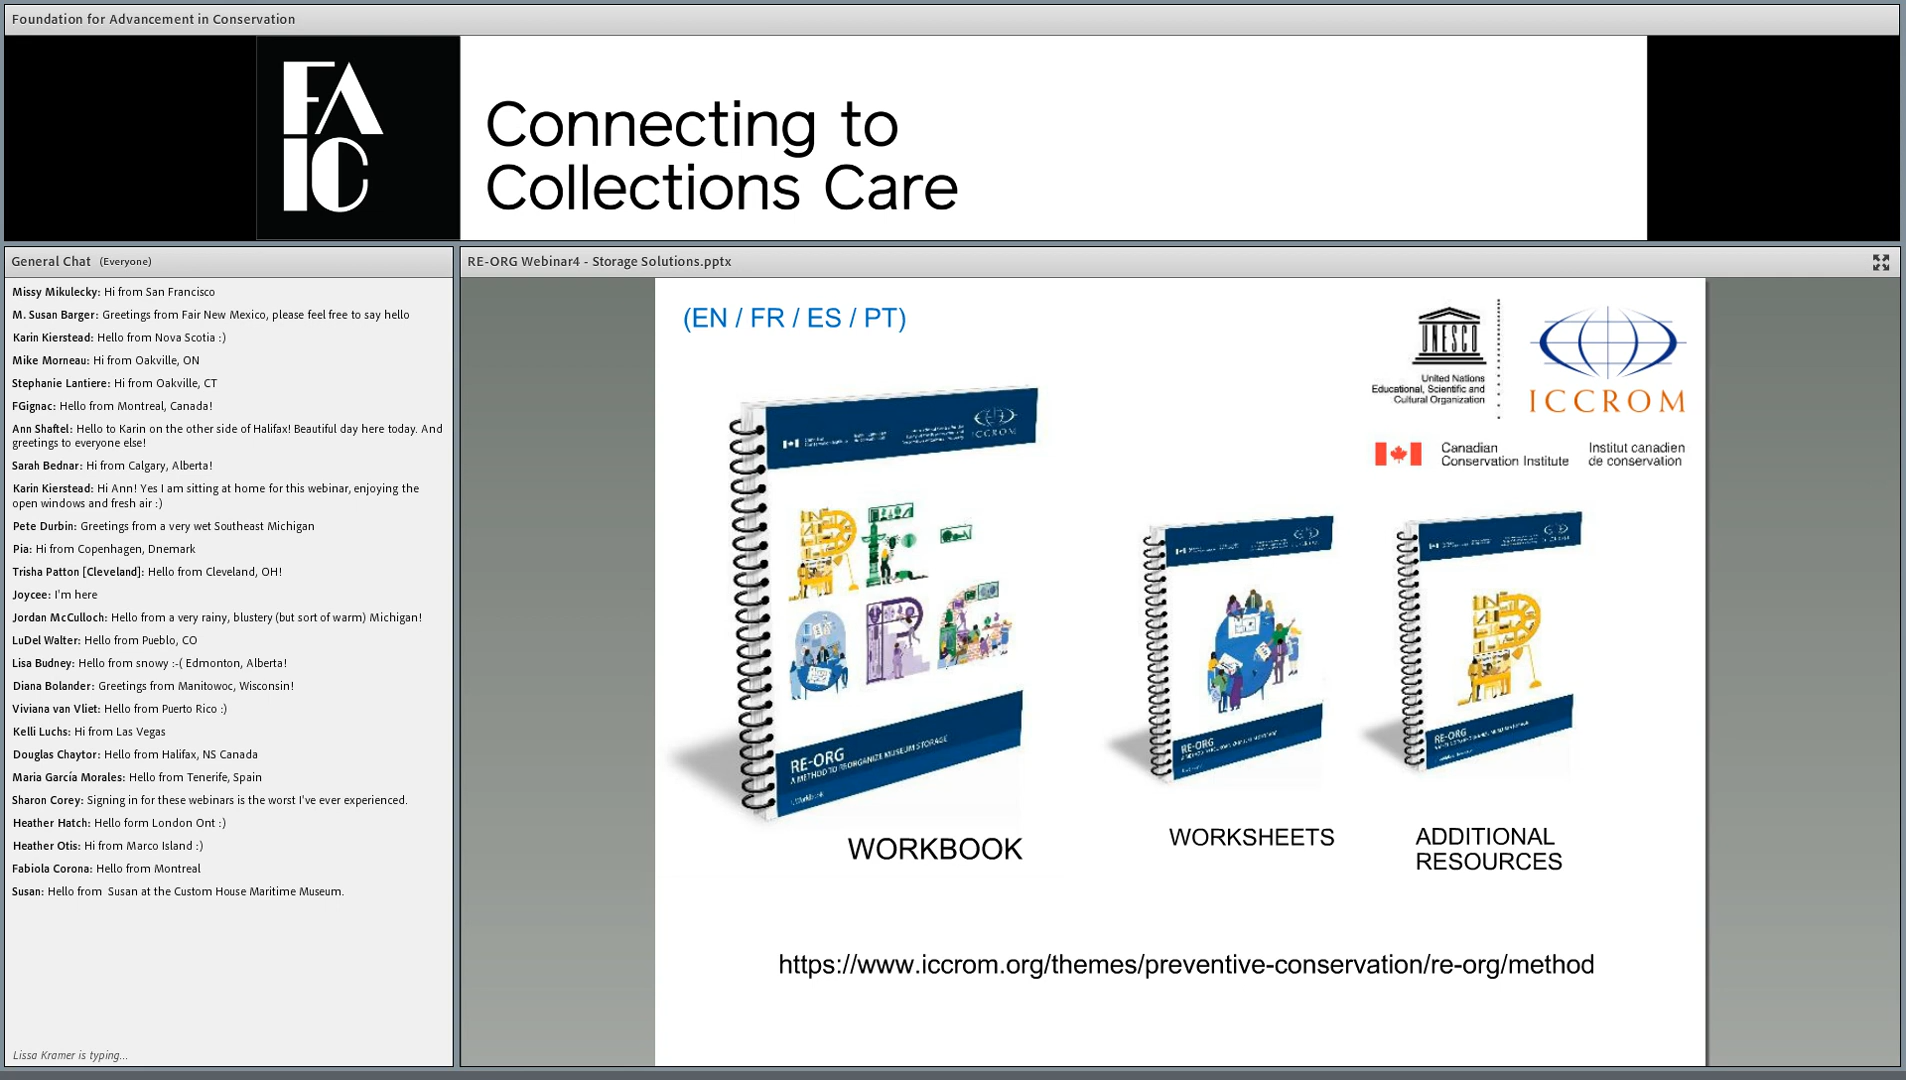 Foundation for Advancement in Conservation
FA
IC
Connecting to
Collections Care
General Chat (Everyone)
Missy Mikulecky: Hi from San Francisco
M. Susan Barger: Greetings from Fair New Mexico, please feel free to say hello
Karin Kierstead: Hello from Nova Scotia :)
Mike Morneau: Hi from Oakville, ON
Stephanie Lantiere: Hi from Oakville, CT
FGignac: Hello from Montreal, Canada!
Ann Shaftel: Hello to Karin on the other side of Halifax! Beautiful day here today. And
greetings to everyone else!
Sarah Bednar: Hi from Calgary, Alberta!
Karin Kierstead: Hi Ann! Yes I am sitting at home for this webinar, enjoying the
open windows and fresh air :)
Pete Durbin: Greetings from a very wet Southeast Michigan
Pia: Hi from Copenhagen, Dnemark
Trisha Patton [Cleveland]: Hello from Cleveland, OH!
Joycee: I'm here
Jordan McCulloch: Hello from a very rainy, blustery (but sort of warm) Michigan!
LuDel Walter: Hello from Pueblo, CO
Lisa Budney: Hello from snowy :-( Edmonton, Alberta!
Diana Bolander: Greetings from Manitowoc, Wisconsin!
Viviana van Vliet: Hello from Puerto Rico :)
Kelli Luchs: Hi from Las Vegas
Douglas Chaytor: Hello from Halifax, NS Canada
Maria García Morales: Hello from Tenerife, Spain
Sharon Corey: Signing in for these webinars is the worst I've ever experienced.
Heather Hatch: Hello form London Ont :)
Heather Otis: Hi from Marco Island :)
Fabiola Corona: Hello from Montreal
Susan: Hello from Susan at the Custom House Maritime Museum.
Lissa Kramer is typing...
RE-ORG Webinar4 - Storage Solutions.pptx
(EN / FR / ES / PT)
UNESCO
United Nations
Educational, Scientific and
Cultural Organization
ICCROM
Canadian
Conservation Institute
Institut canadien
de conservation
ICCROM
RE-
ORG
RE-ORG
A METHOD TO REORGANIZE MUSEUM STORAGE
WORKBOOK
RE-ORG
WORKSHEETS
R
RE-ORG
ADDITIONAL
RESOURCES
https://www.iccrom.org/themes/preventive-conservation/re-org/method